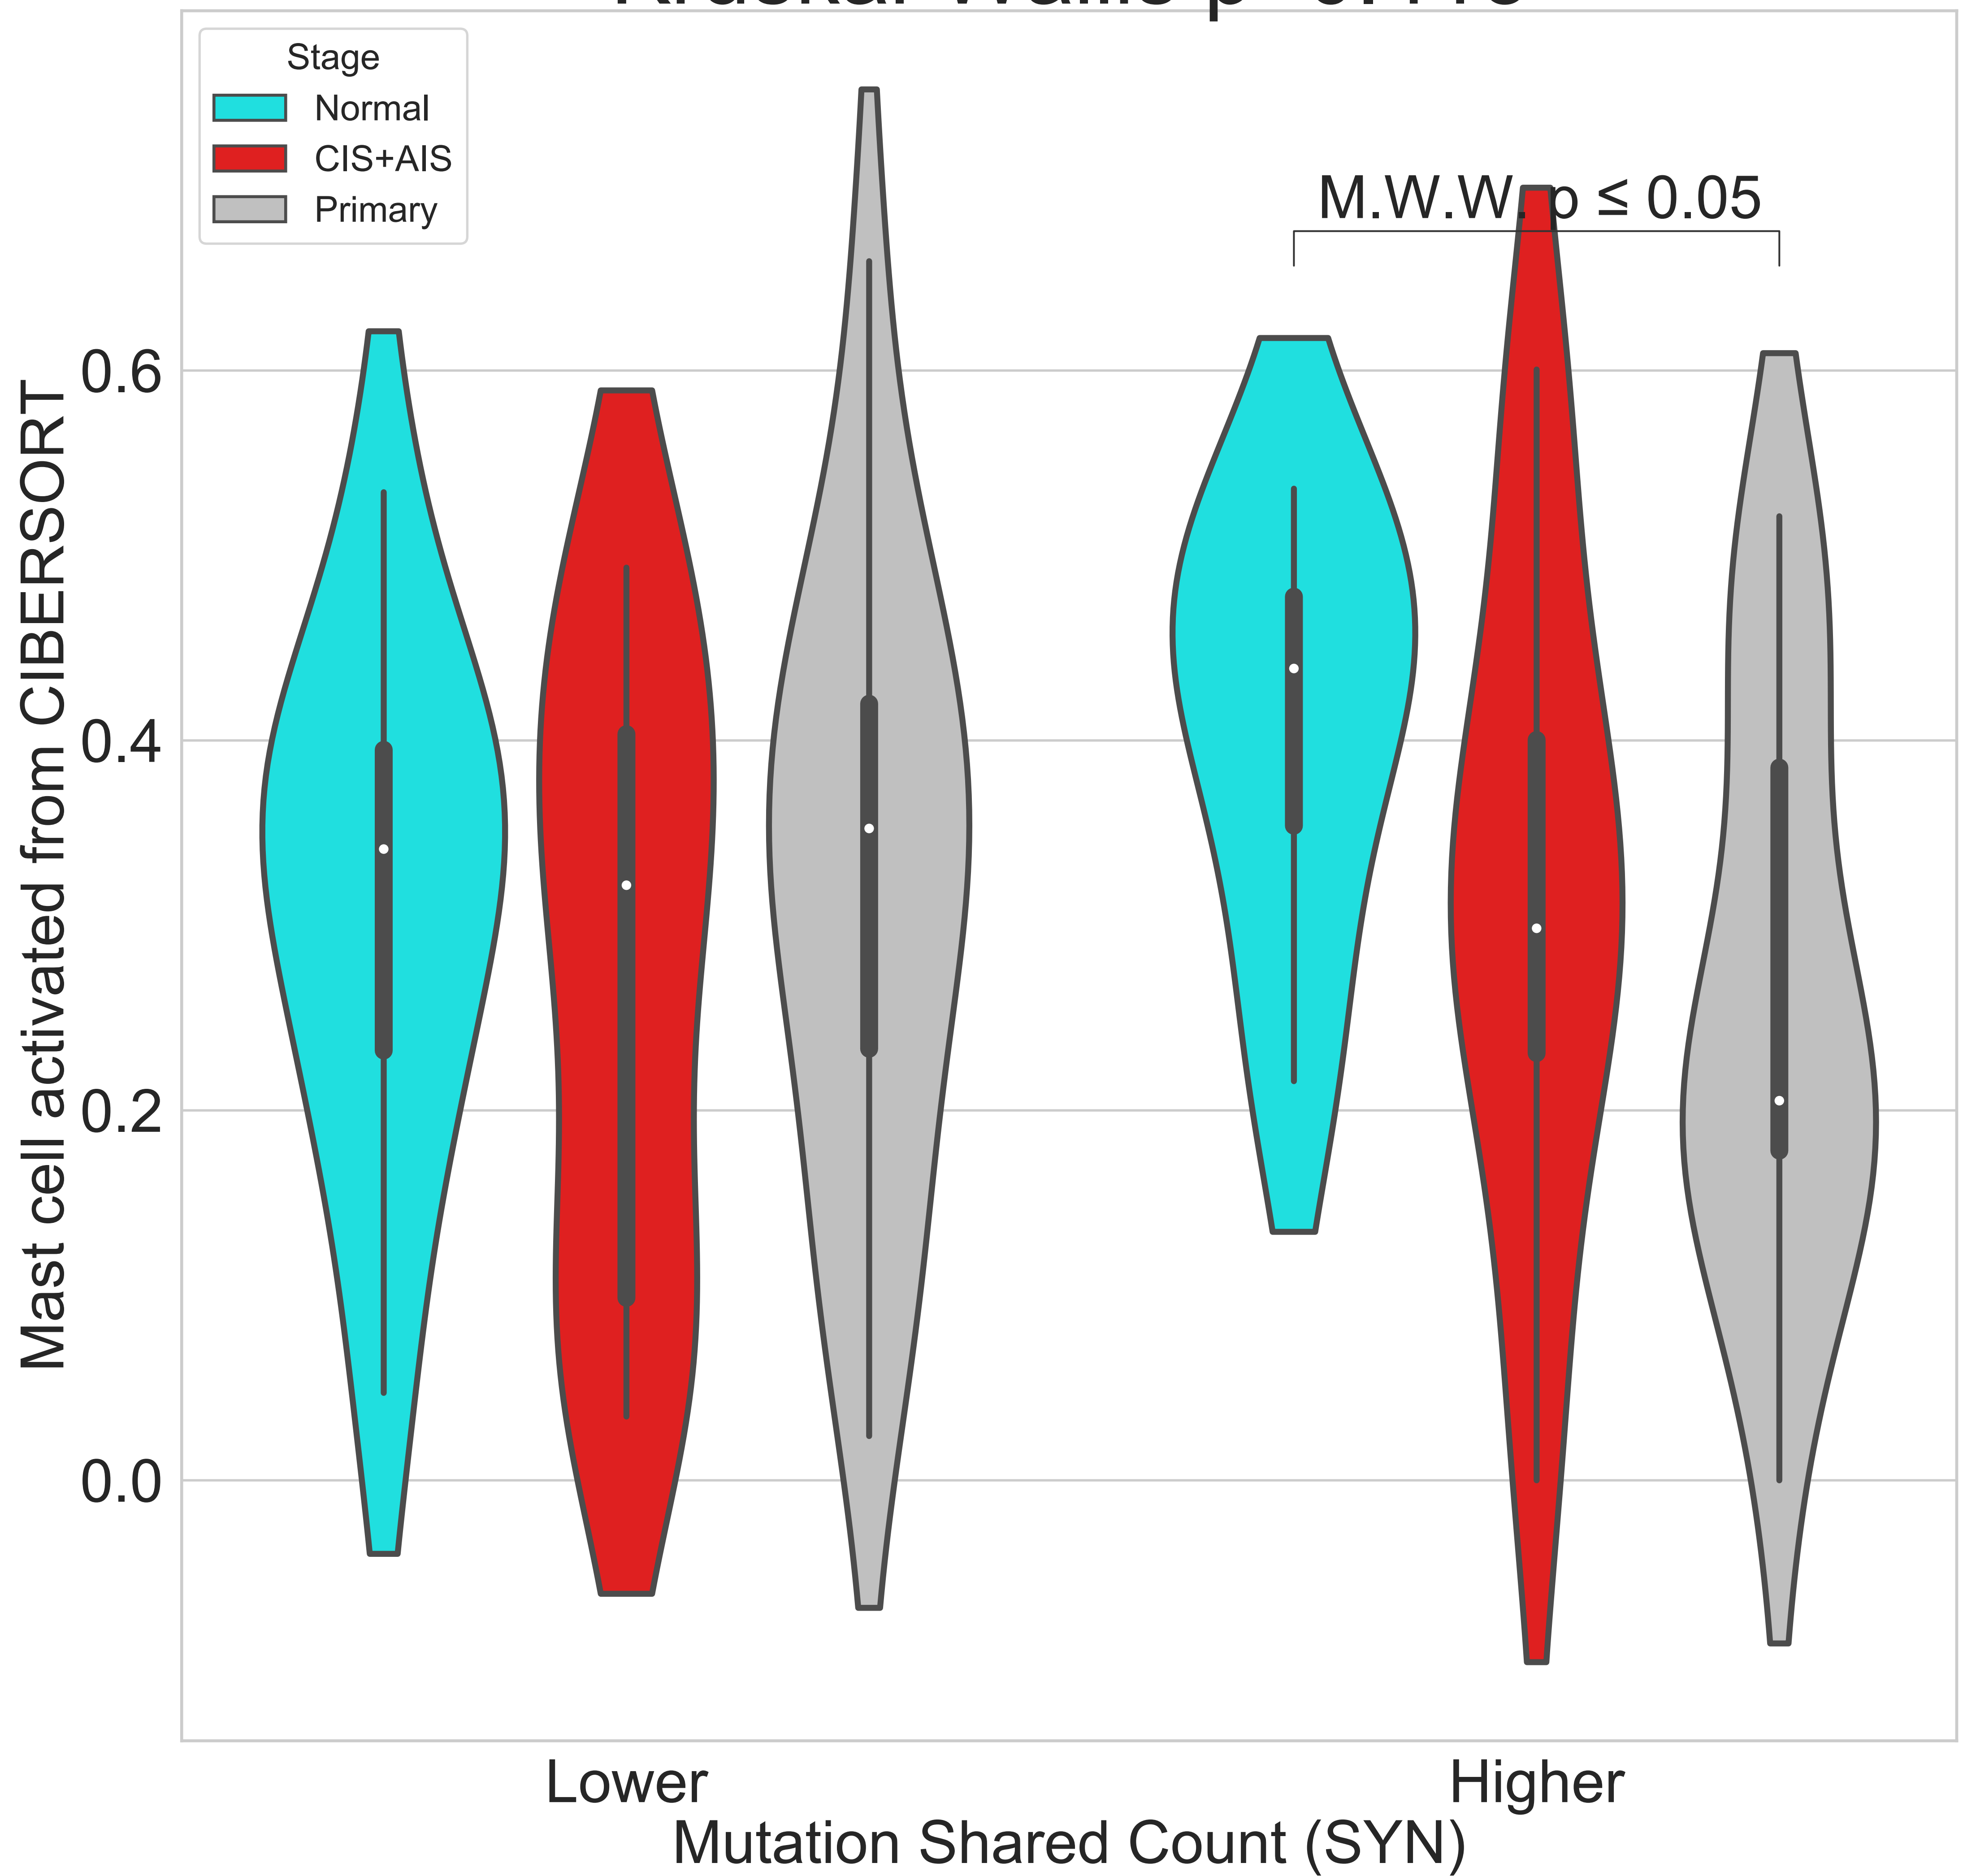 Stage
Normal
CIS+AIS
Primary
M.W.W. p ≤ 0.05
0.6
0.4
0.2
0.0
Mast cell activated from CIBERSORT
Lower
Higher
Mutation Shared Count (SYN)